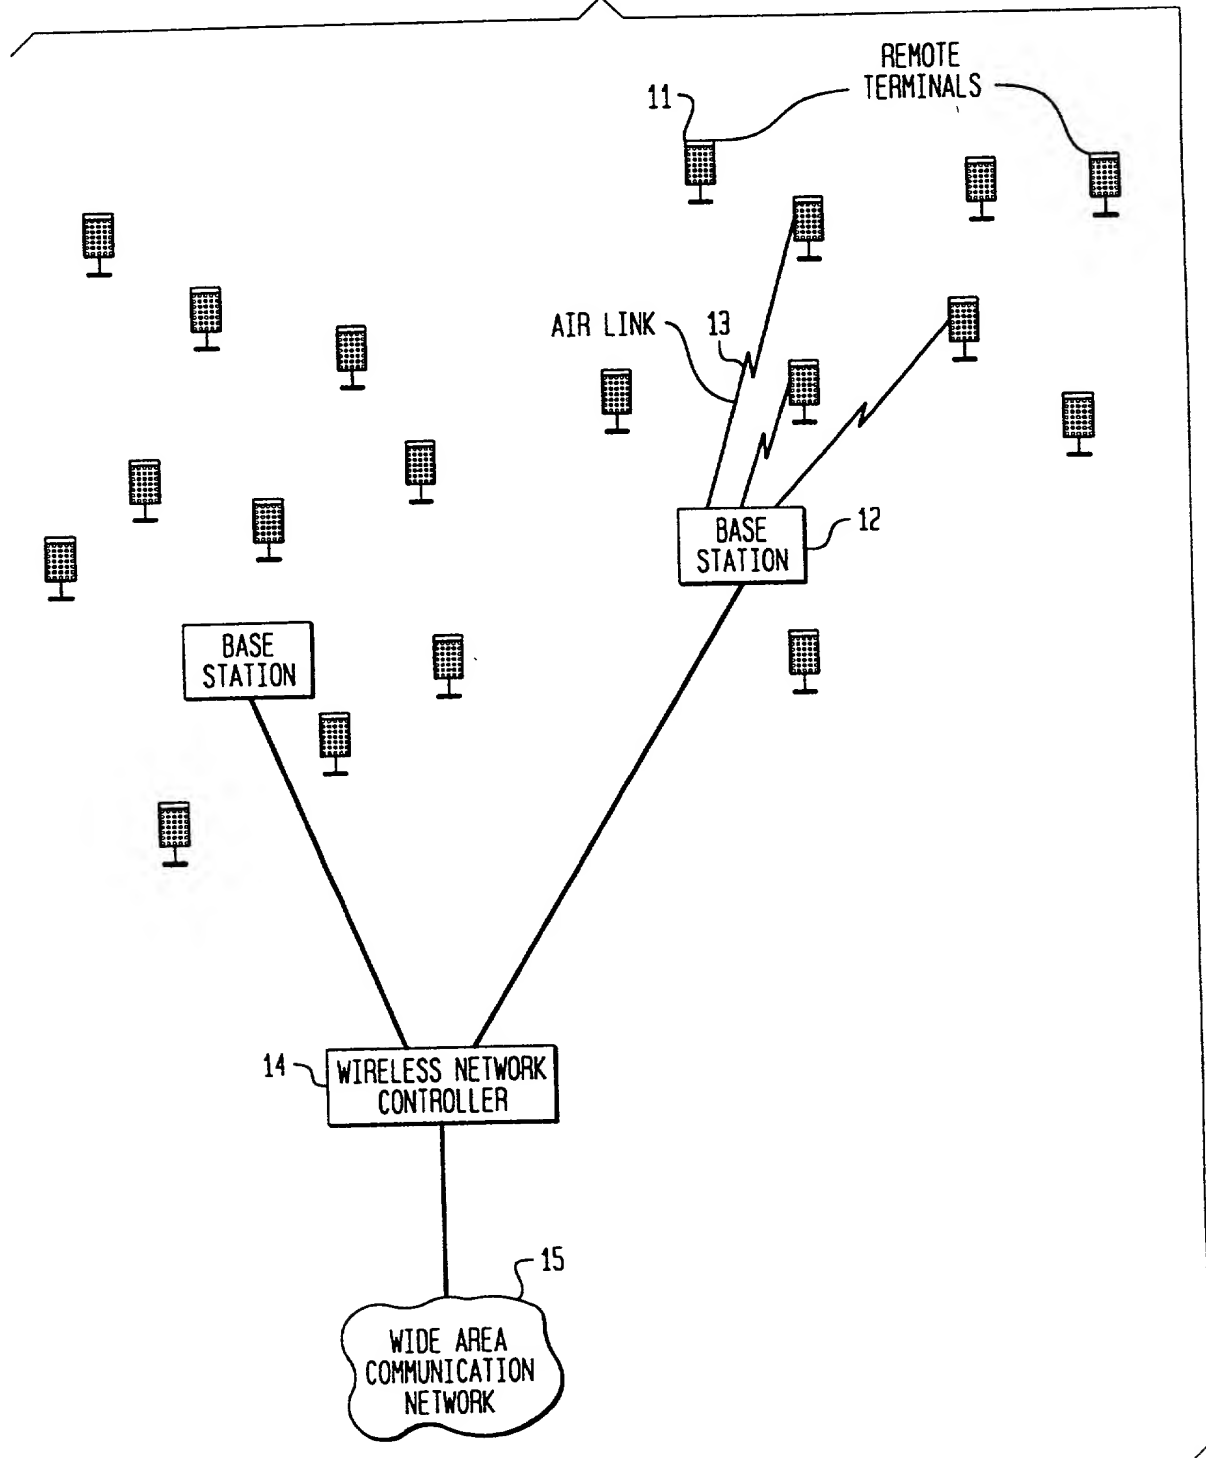 REMOTE
TERMINALS
11
AIR LINK
13
BASE
STATION
12
BASE
STATION
14
WIRELESS NETWORK
CONTROLLER
15
WIDE AREA
COMMUNICATION
NETWORK